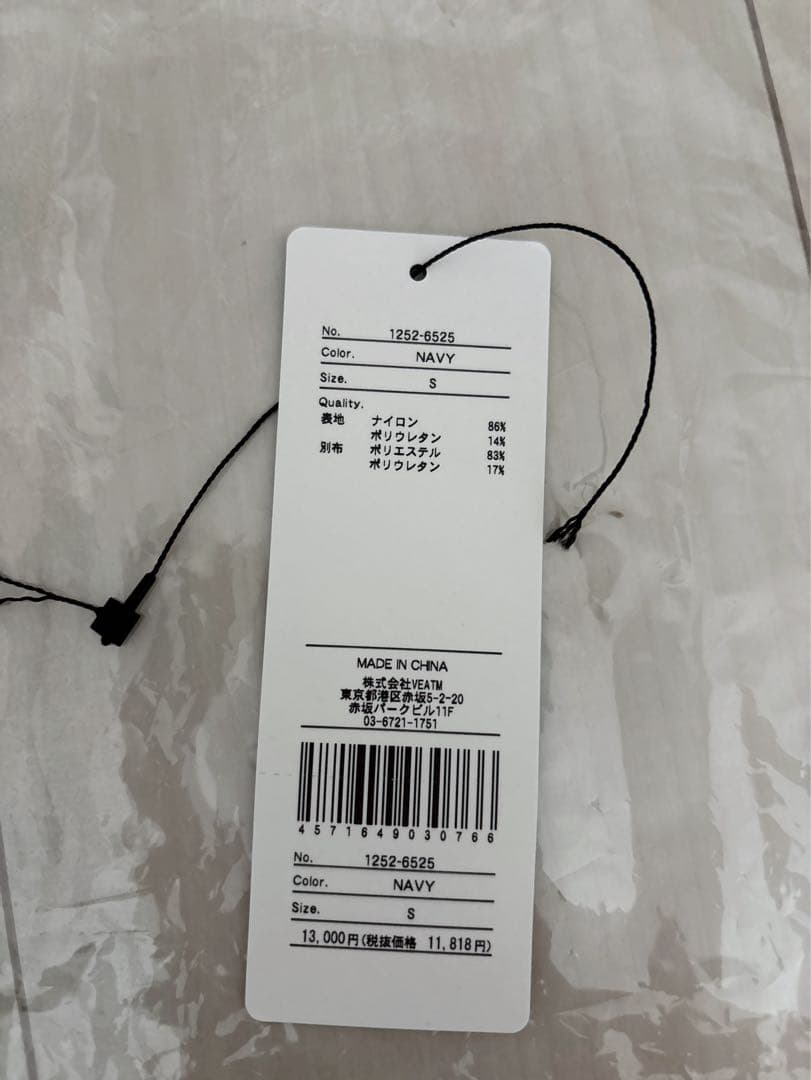 No. 1252-6525
Color. NAVY
Size. S
Quality.
表地 ナイロン 86%
ポリウレタン 14%
別布 ポリエステル 83%
ポリウレタン 17%
MADE IN CHINA
株式会社VEATM
東京都港区赤坂5-2-20
赤坂パークビル11F
03-6721-1751
4571649030766
No. 1252-6525
Color. NAVY
Size. S
13,000円(税抜価格 11,818円)